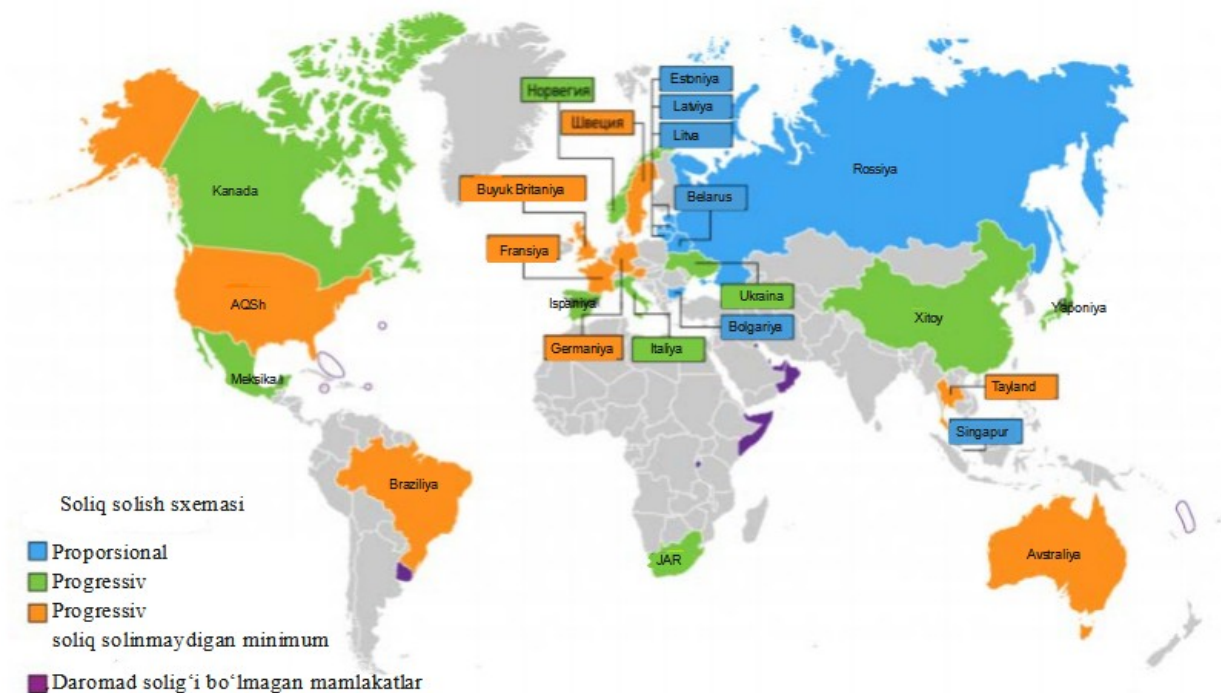 Estoniya
Норвегия
Latviya
Швеция
Litva
Rossiya
Kanada
Buyuk Britaniya
Belarus
Fransiya
AQSh
Ispaniya
Ukraina
Yaponiya
Xitoy
Bolgariya
Germaniya
Italiya
Meksika
Tayland
Singapur
Braziliya
Avstraliya
JAR
Soliq solish sxemasi
Proporsional
Progressiv
Progressiv
soliq solinmaydigan minimum
Daromad solig‘i bo‘lmagan mamlakatlar